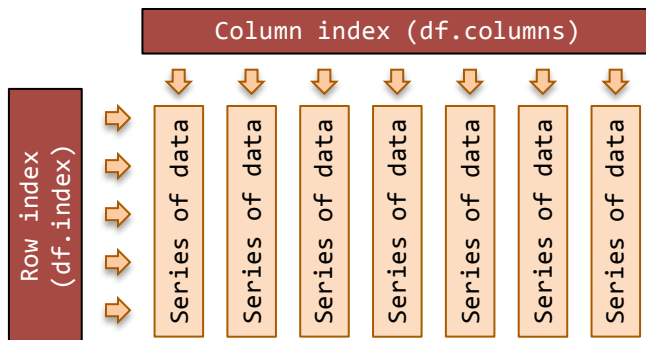 Column index (df.columns)
Row index
(df.index)
Series of data
Series of data
Series of data
Series of data
Series of data
Series of data
Series of data